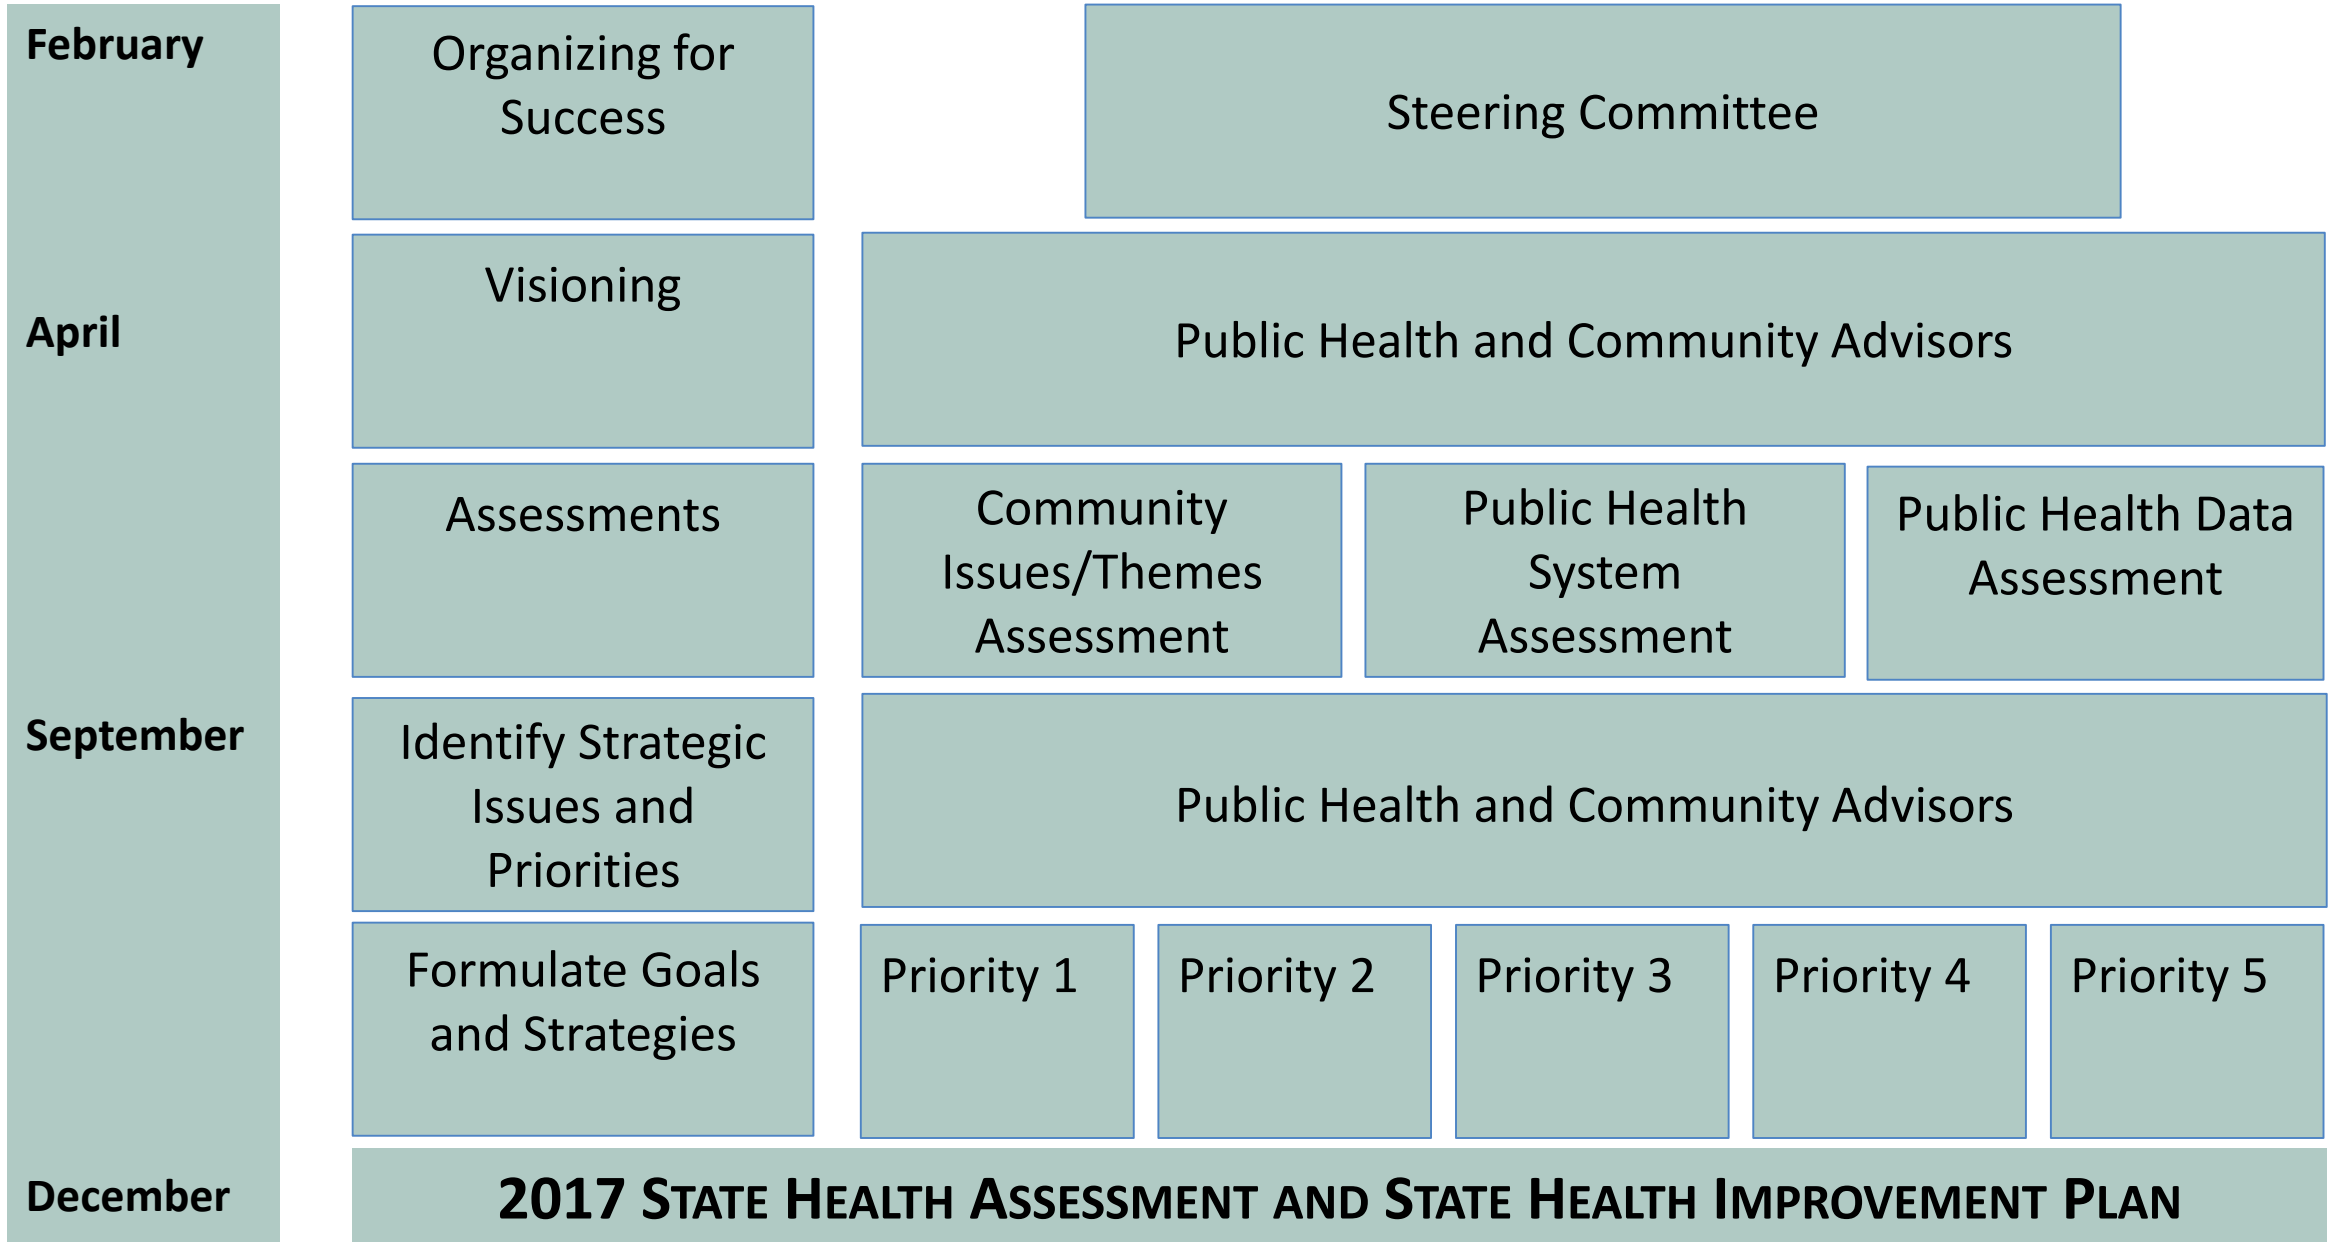 February
Organizing for
Success
Steering Committee
April
Visioning
Public Health and Community Advisors
Assessments
Community
Issues/Themes
Assessment
Public Health
System
Assessment
Public Health Data
Assessment
September
Identify Strategic
Issues and
Priorities
Public Health and Community Advisors
Formulate Goals
and Strategies
Priority 1
Priority 2
Priority 3
Priority 4
Priority 5
December
2017 STATE HEALTH ASSESSMENT AND STATE HEALTH IMPROVEMENT PLAN